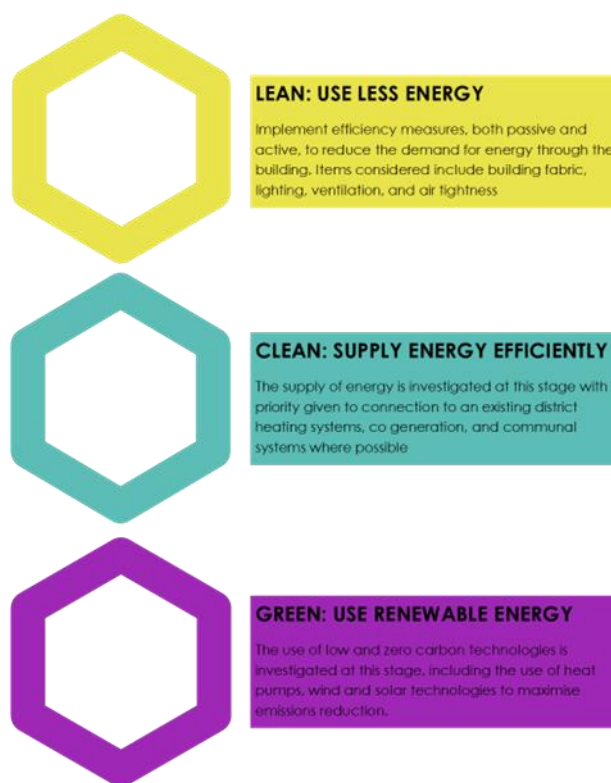 LEAN: USE LESS ENERGY
Implement efficiency measures, both passive and
active, to reduce the demand for energy through the
building. Items considered include building fabric,
lighting, ventilation, and air tightness
CLEAN: SUPPLY ENERGY EFFICIENTLY
The supply of energy is investigated at this stage with
priority given to connection to an existing district
heating systems, co generation, and communal
systems where possible
GREEN: USE RENEWABLE ENERGY
The use of low and zero carbon technologies is
investigated at this stage, including the use of heat
pumps, wind and solar technologies to maximise
emissions reduction.